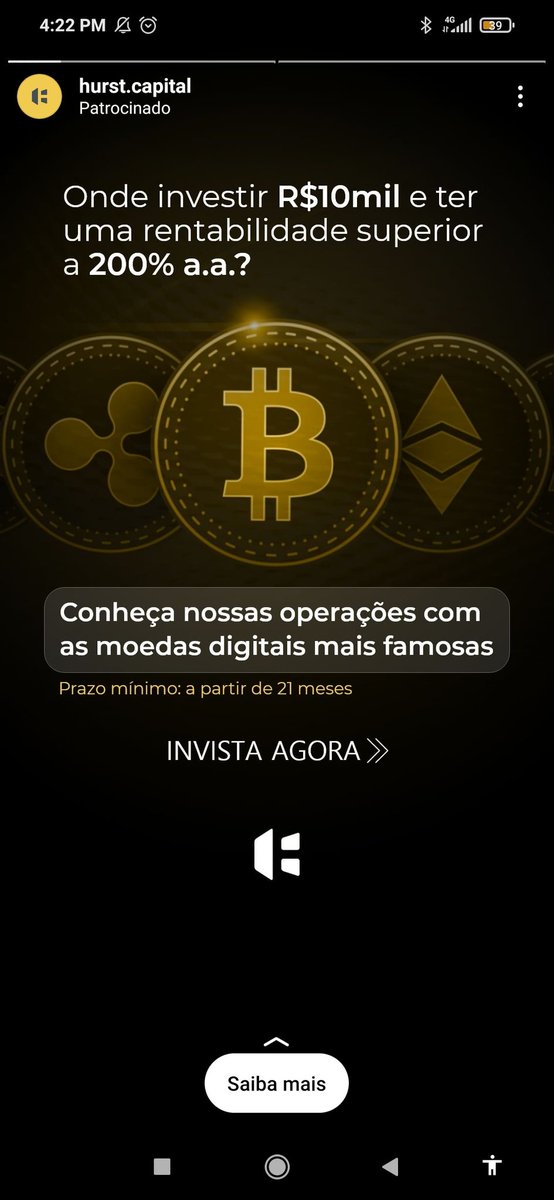 4:22 PM
4G
39
hurst.capital
Patrocinado
Onde investir R$10mil e ter
uma rentabilidade superior
a 200% a.a.?
Conheça nossas operações com
as moedas digitais mais famosas
Prazo mínimo: a partir de 21 meses
INVISTA AGORA
Saiba mais